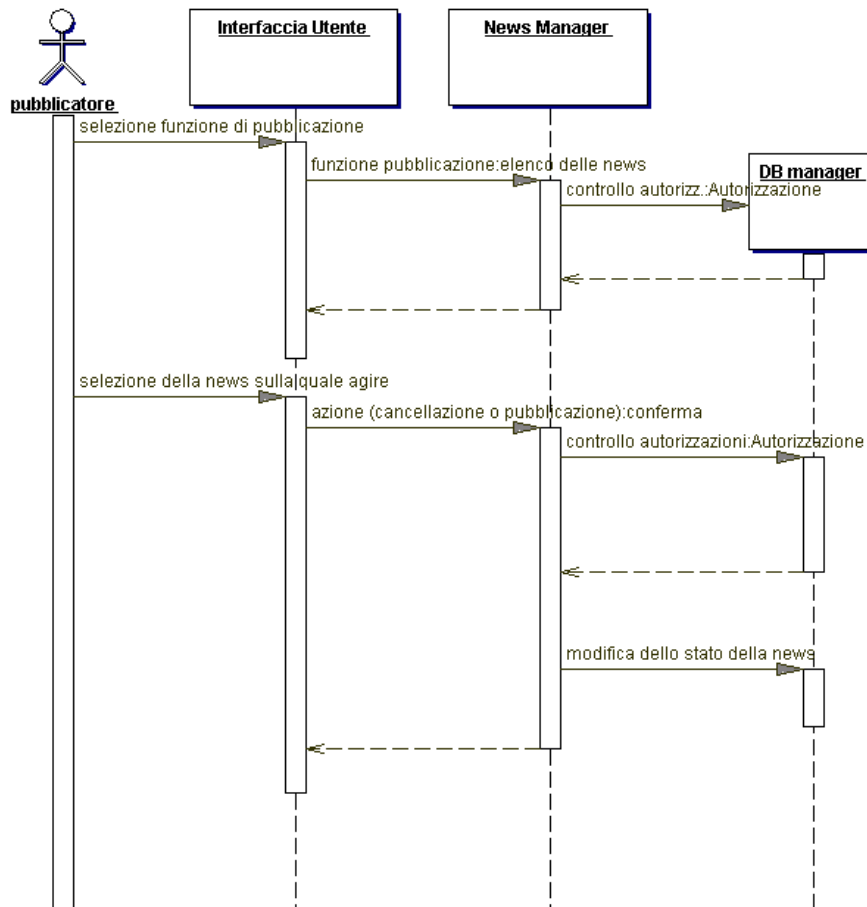 Interfaccia Utente
News Manager
pubblicatore
selezione funzione di pubblicazione
funzione pubblicazione:elenco delle news
DB manager
controllo autorizz.:Autorizzazione
selezione della news sulla quale agire
azione (cancellazione o pubblicazione):conferma
controllo autorizzazioni:Autorizzazione
modifica dello stato della news